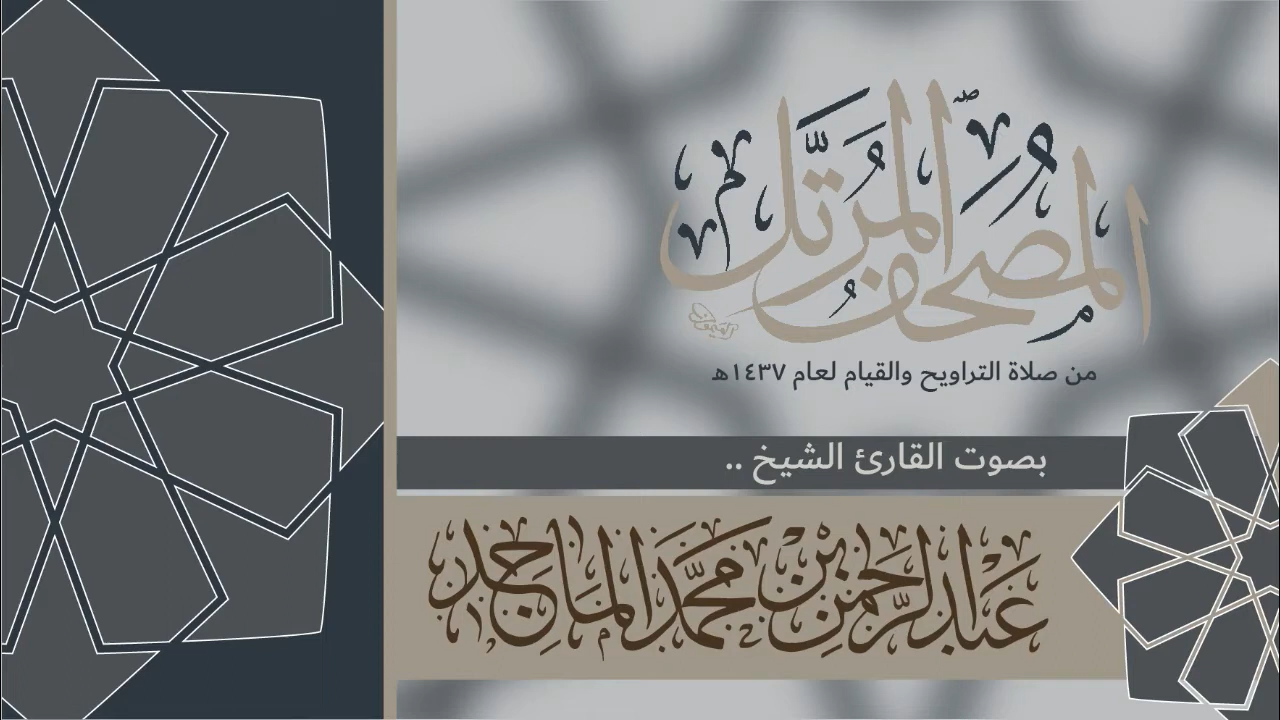 المصحف المرتل
من صلاة التراويح والقيام لعام ١٤٣٧هـ
بصوت القارئ الشيخ ..
عبدالرحمن بن محمد الماجد